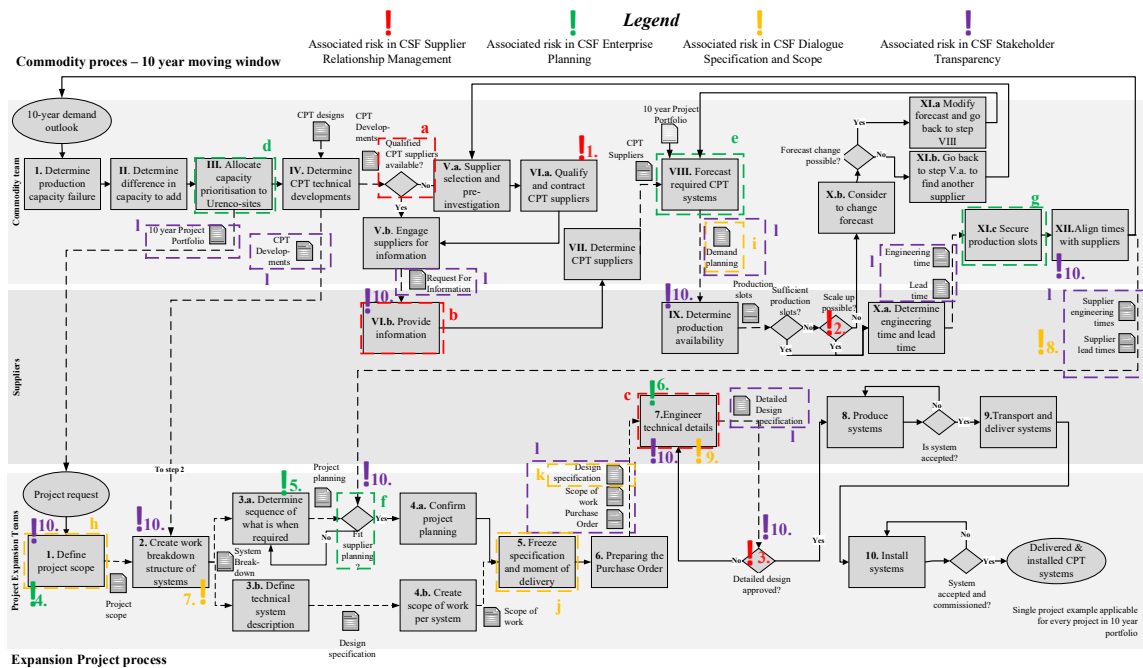 Legend
Associated risk in CSF Supplier
Relationship Management
Associated risk in CSF Enterprise
Planning
Associated risk in CSF Dialogue
Specification and Scope
Associated risk in CSF Stakeholder
Transparency
Commodity proces – 10 year moving window
Commodity team
10-year demand
outlook
1. Determine
production
capacity failure
II. Determine
difference in
capacity to add
d
III. Allocate
capacity
prioritisation to
Urenco-sites
l
10 year Project
Portfolio
CPT designs
IV. Determine
CPT technical
developments
CPT
Develop-
ments
l
CPT
Develop-
ments
a
Qualified
CPT suppliers
available?
No
Yes
V.a. Supplier
selection and pre-
investigation
!1.
VI.a. Qualify
and contract
CPT suppliers
V.b. Engage
suppliers for
information
Request For
Information
l
VII. Determine
CPT suppliers
CPT
Suppliers
10 year Project
Portfolio
e
VIII. Forecast
required CPT
systems
l
i
Demand
planning
Forecast change
possible?
Yes
No
XI.a Modify
forecast and go
back to step
VIII
XI.b. Go back
to step V.a. to
find another
supplier
X.b. Consider
to change
forecast
l
Engineering
time
Lead
time
g
XI.c Secure
production slots
XII.Align times
with suppliers
!10.
Suppliers
!10.
VI.b. Provide
information
b
!10.
IX. Determine
production
availability
Production
slots
Sufficient
production
slots?
No
Yes
Scale up
possible?
!2.
No
Yes
X.a. Determine
engineering
time and lead
time
l
Supplier
engineering
times
Supplier
lead times
!8.
c
!6.
7.Engineer
technical details
!10.
!9.
Detailed
Design
specification
l
8. Produce
systems
No
Yes
Is system
accepted?
9.Transport and
deliver systems
Project Expansion Teams
Project request
To step 2
!10.
h
1. Define
project scope
!4.
Project
scope
!10.
2. Create work
breakdown
structure of
systems
7.!
System
Break-
down
!5.
3.a. Determine
sequence of
what is when
required
Project
planning
!10.
f
Yes
No
Fit
supplier
planning
?
3.b. Define
technical
system
description
Design
specification
4.a. Confirm
project
planning
4.b. Create
scope of work
per system
Scope of
work
5. Freeze
specification
and moment of
delivery
j
l
k
Design
specification
Scope of
work
Purchase
Order
6. Preparing the
Purchase Order
!10.
No
!3.
Yes
Detailed design
approved?
10. Install
systems
No
Yes
System
accepted and
commissioned?
Delivered &
installed CPT
systems
Single project example applicable
for every project in 10 year
portfolio
Expansion Project process